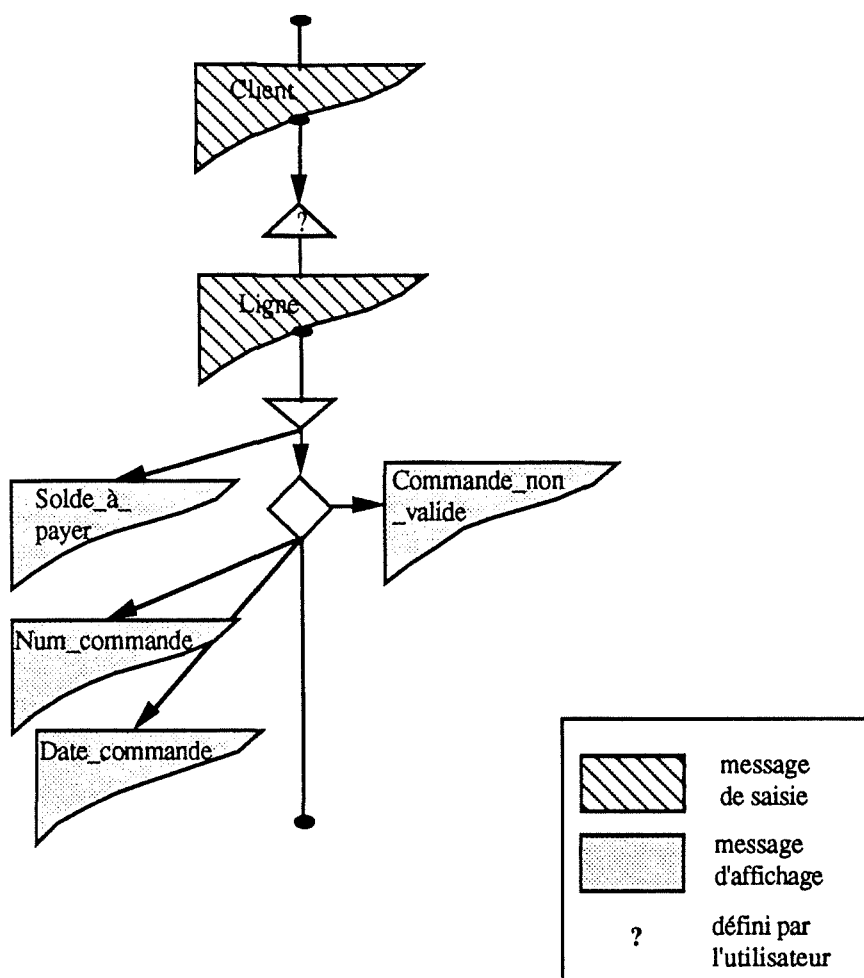 Client
?
Ligne
Solde_à_
payer
Commande_non
_valide
Num_commande
Date_commande
message
de saisie
message
d'affichage
? défini par
l'utilisateur